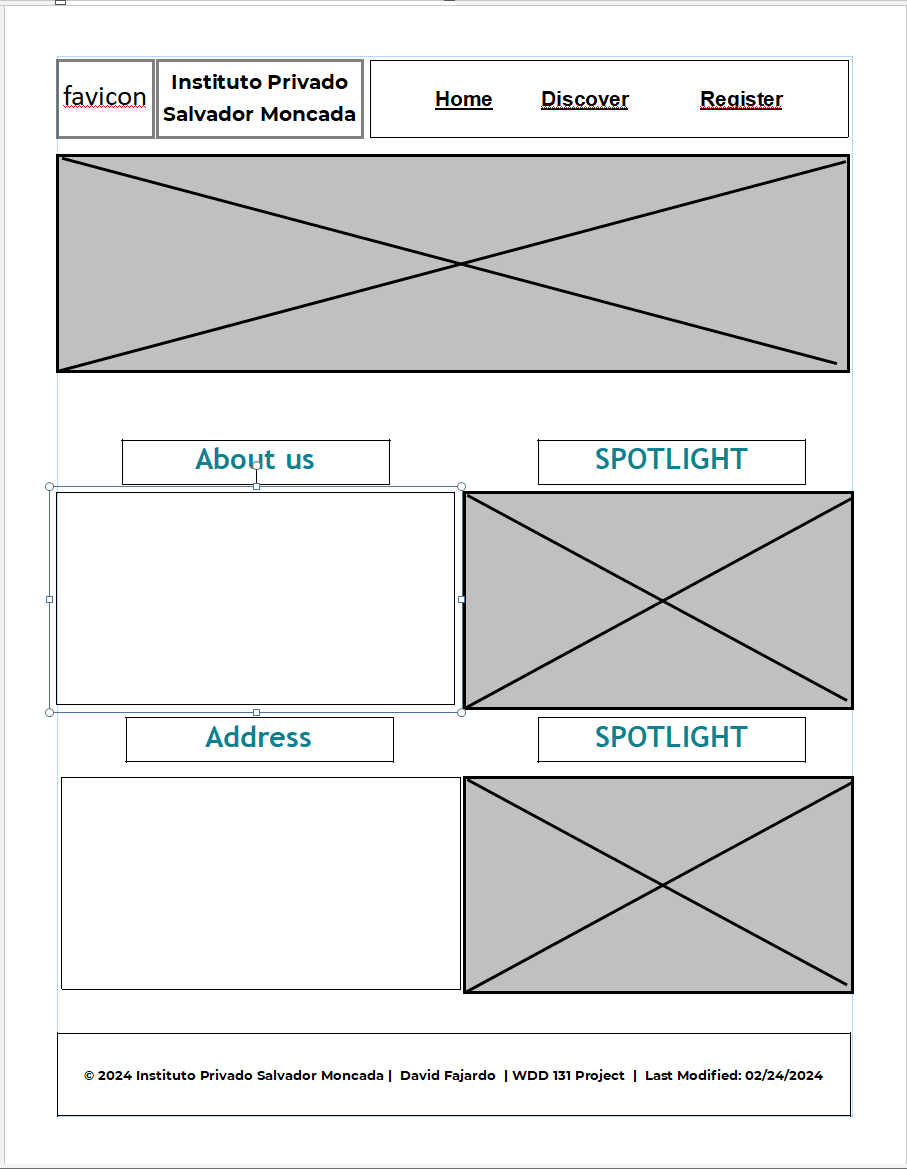 favicon
Instituto Privado
Salvador Moncada
Home Discover Register
About us
SPOTLIGHT
Address
SPOTLIGHT
© 2024 Instituto Privado Salvador Moncada | David Fajardo | WDD 131 Project | Last Modified: 02/24/2024